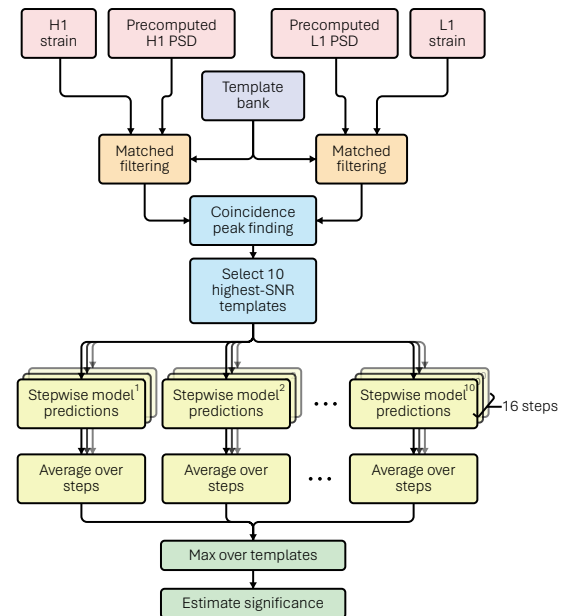 H1
strain
Precomputed
H1 PSD
Precomputed
L1 PSD
L1
strain
Template
bank
Matched
filtering
Matched
filtering
Coincidence
peak finding
Select 10
highest-SNR
templates
Stepwise model¹
predictions
Stepwise model²
predictions
...
Stepwise model¹⁰
predictions
16 steps
Average over
steps
Average over
steps
...
Average over
steps
Max over templates
Estimate significance